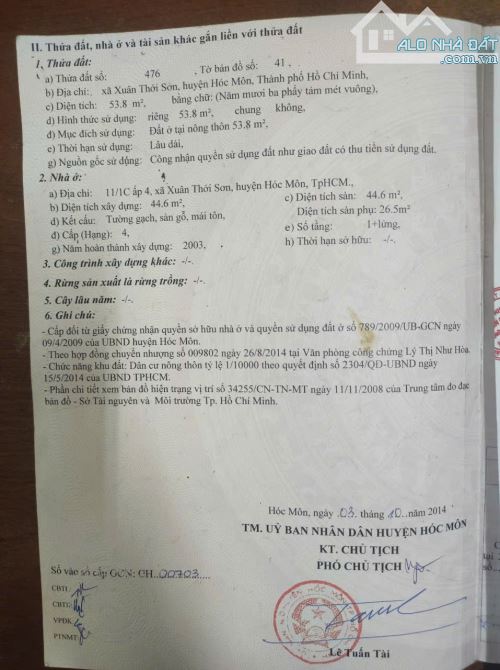 ALO NHÀ ĐẤT
II. Thửa đất, nhà ở và tài sản khác gắn liền với thửa đất
1. Thửa đất:
a) Thửa đất số: 476 , Tờ bản đồ số: 41 ,
b) Địa chỉ: xã Xuân Thới Sơn, huyện Hóc Môn, Thành phố Hồ Chí Minh,
c) Diện tích: 53.8 m², bằng chữ: (Năm mươi ba phẩy tám mét vuông),
d) Hình thức sử dụng: riêng 53.8 m², chung không,
đ) Mục đích sử dụng: Đất ở tại nông thôn 53.8 m²,
e) Thời hạn sử dụng: Lâu dài,
g) Nguồn gốc sử dộng: Công nhận quyền sử dụng đất như giao đất có thu tiền sử dụng đất.
2. Nhà ở:
a) Địa chỉ: 11/1C ấp 4, xã Xuân Thới Sơn, huyện Hóc Môn, TpHCM.,
b) Diện tích xây dựng: 44.6 m², c) Diện tích sàn: 44.6 m²,
d) Kết cấu: Tường gạch, sàn gỗ, mái tôn, Diện tích sàn phụ: 26.5m²
đ) Cấp (Hạng): 4, e) Số tầng: 1+lửng,
g) Năm hoàn thành xây dựng: 2003, h) Thời hạn sở hữu: -/-.
3. Công trình xây dựng khác: -/-.
4. Rừng sản xuất là rừng trồng: -/-.
5. Cây lâu năm: -/-.
6. Ghi chú:
- Cấp đổi từ giấy chứng nhận quyền sở hữu nhà ở và quyền sử dụng đất ở số 789/2009/UB-GCN ngày
09/4/2009 của UBND huyện Hóc Môn.
- Theo hợp đồng chuyển nhượng số 009802 ngày 26/8/2014 tại Văn phòng công chứng Lý Thị Như Hòa.
- Chức năng khu đất: Dân cư nông thôn tỷ lệ 1/10000 theo quyết định số 2304/QĐ-UBND ngày
15/5/2014 của UBND TPHCM.
- Phần chi tiết xem bản đồ hiện trạng vị trí số 34255/CN-TN-MT ngày 11/11/2008 của Trung tâm đo đạc
bản đồ - Sở Tài nguyên và Môi trường Tp. Hồ Chí Minh.
Hóc Môn, ngày .03 tháng .10...năm 2014
TM. UỶ BAN NHÂN DÂN HUYỆN HÓC MÔN
KT. CHỦ TỊCH
PHÓ CHỦ TỊCH
Số vào sổ cấp GCN: CH..00703....
CBTL
CBTG
VPĐK
PTNMT
Lê Tuấn Tài